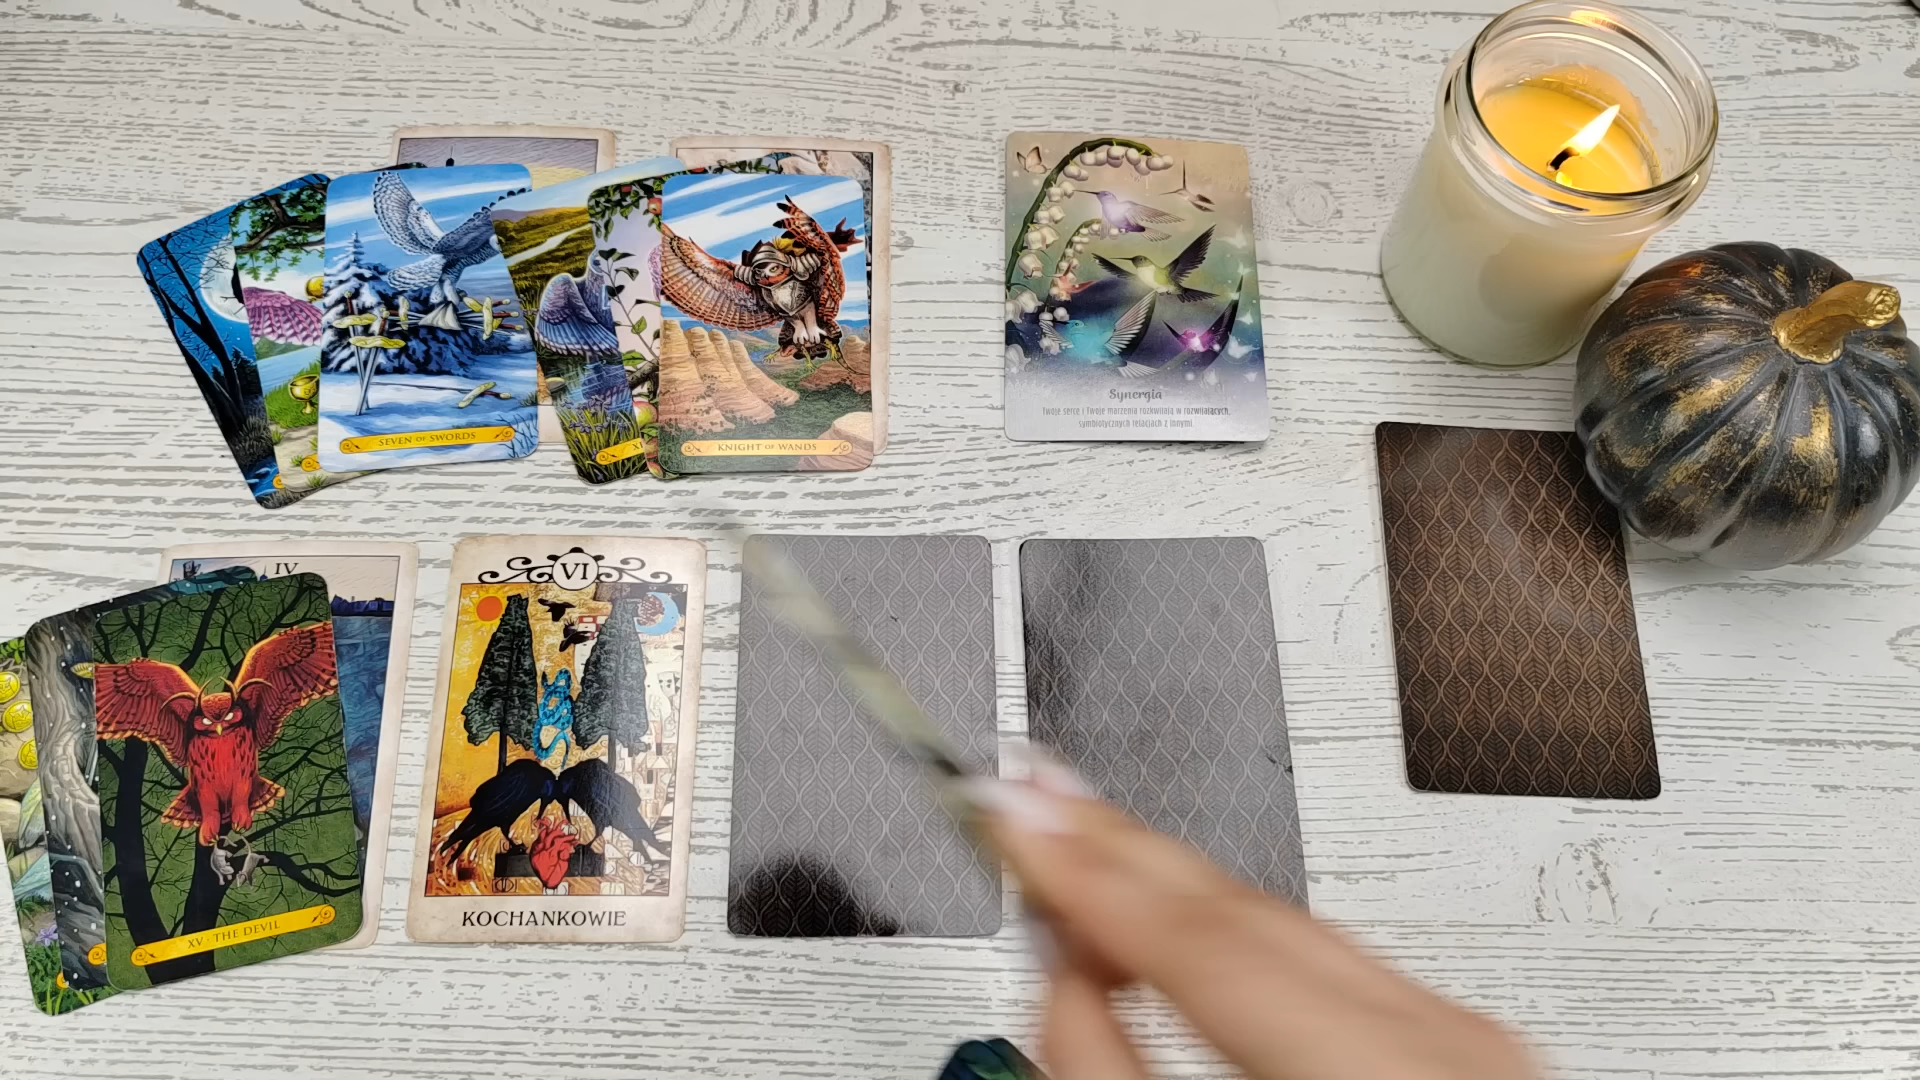 SEVEN OF SWORDS
XI
KNIGHT OF WANDS
Synergia
Twoje serce i Twoje marzenia rozkwitają w rozwijających,
symbiotycznych relacjach z innymi.
IV
XV · THE DEVIL
VI
KOCHANKOWIE